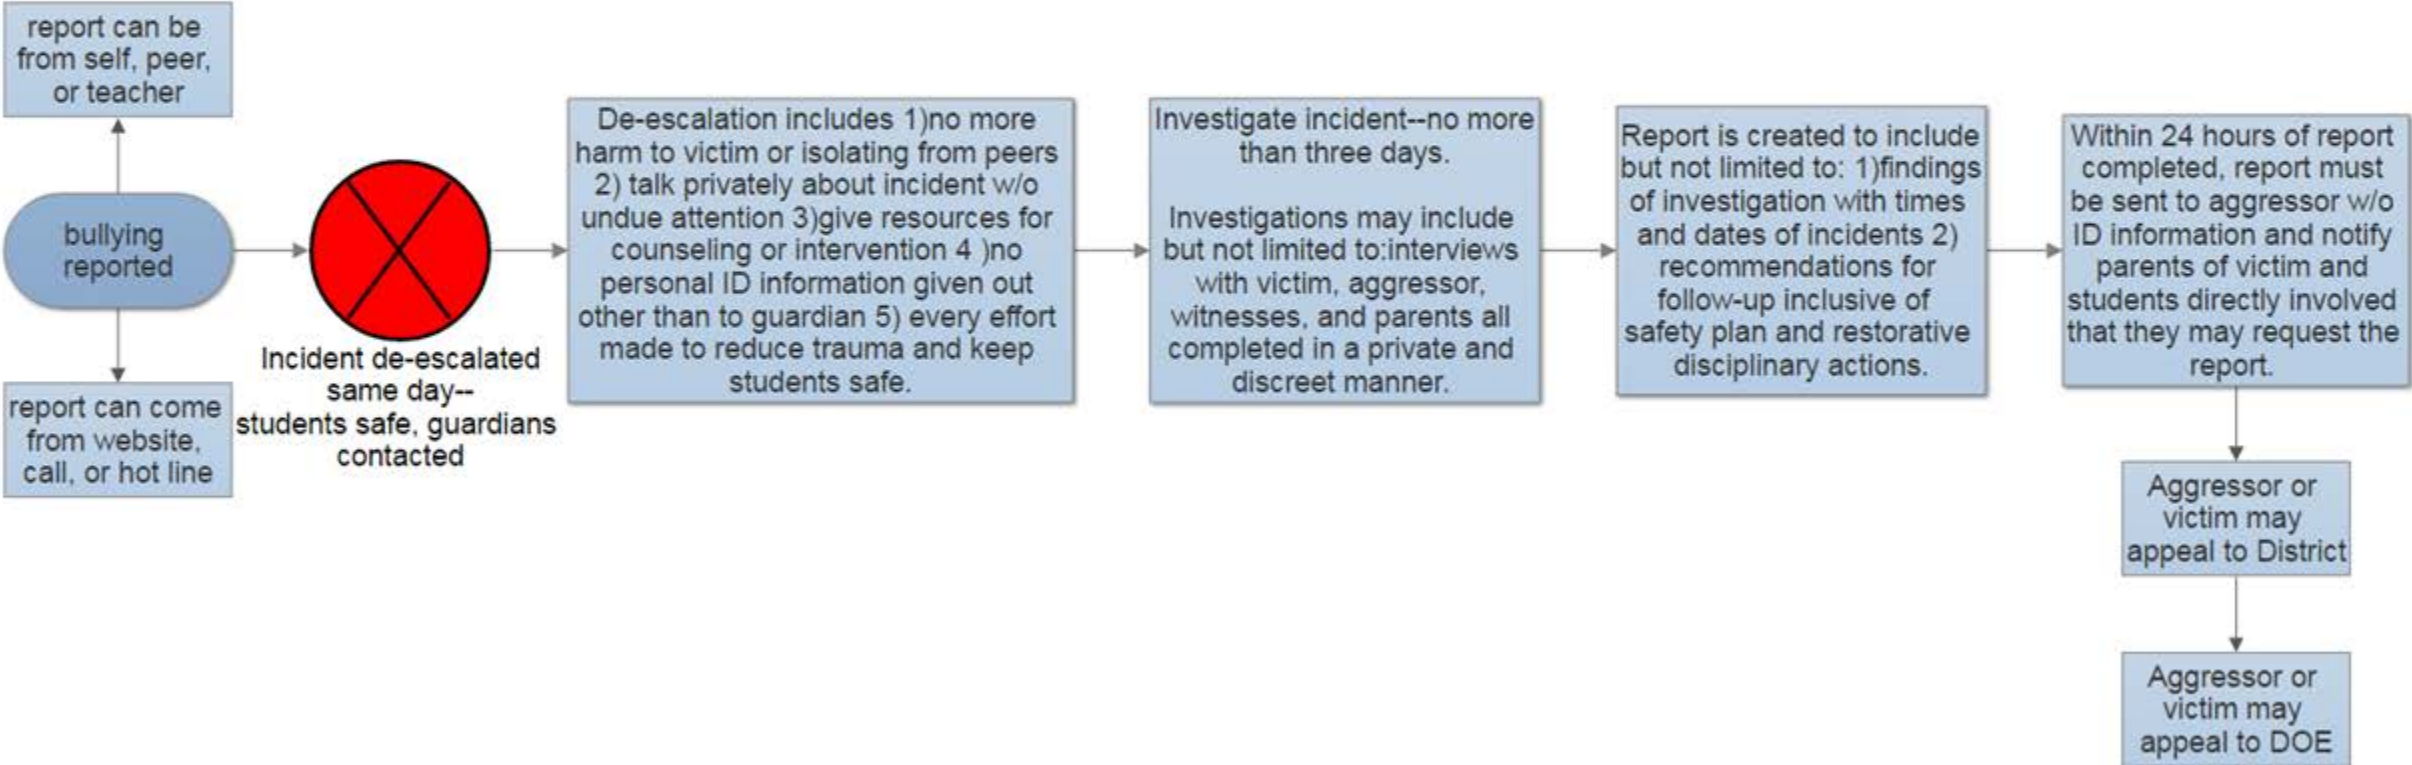 report can be
from self, peer,
or teacher
bullying
reported
report can come
from website,
call, or hot line
Incident de-escalated
same day--
students safe, guardians
contacted
De-escalation includes 1)no more
harm to victim or isolating from peers
2) talk privately about incident w/o
undue attention 3)give resources for
counseling or intervention 4 )no
personal ID information given out
other than to guardian 5) every effort
made to reduce trauma and keep
students safe.
Investigate incident--no more
than three days.
Investigations may include
but not limited to:interviews
with victim, aggressor,
witnesses, and parents all
completed in a private and
discreet manner.
Report is created to include
but not limited to: 1)findings
of investigation with times
and dates of incidents 2)
recommendations for
follow-up inclusive of
safety plan and restorative
disciplinary actions.
Within 24 hours of report
completed, report must
be sent to aggressor w/o
ID information and notify
parents of victim and
students directly involved
that they may request the
report.
Aggressor or
victim may
appeal to District
Aggressor or
victim may
appeal to DOE